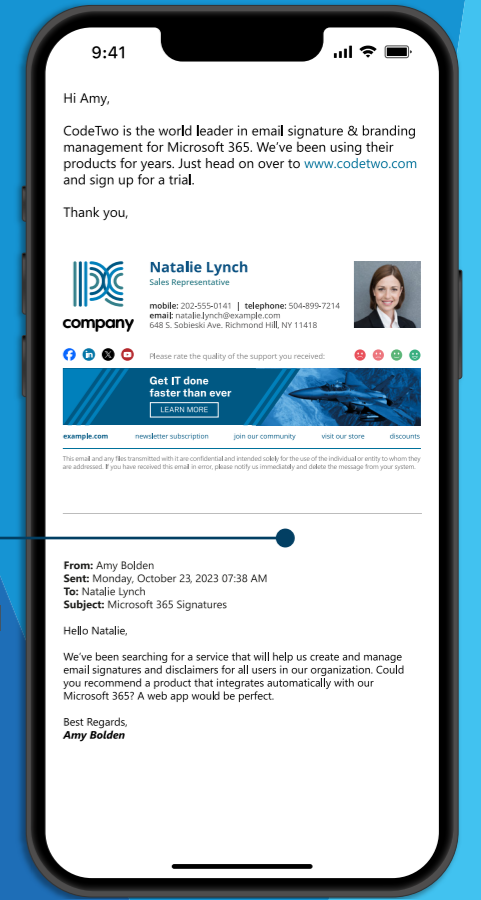 9:41
Hi Amy,
CodeTwo is the world leader in email signature & branding
management for Microsoft 365. We've been using their
products for years. Just head on over to www.codetwo.com
and sign up for a trial.
Thank you,
company
Natalie Lynch
Sales Representative
mobile: 202-555-0141 | telephone: 504-899-7214
email: natalie.lynch@example.com
648 S. Sobieski Ave. Richmond Hill, NY 11418
Please rate the quality of the support you received:
Get IT done
faster than ever
LEARN MORE
example.com newsletter subscription join our community visit our store discounts
This email and any files transmitted with it are confidential and intended solely for the use of the individual or entity to whom they
are addressed. If you have received this email in error, please notify us immediately and delete the message from your system.
From: Amy Bolden
Sent: Monday, October 23, 2023 07:38 AM
To: Natalie Lynch
Subject: Microsoft 365 Signatures
Hello Natalie,
We've been searching for a service that will help us create and manage
email signatures and disclaimers for all users in our organization. Could
you recommend a product that integrates automatically with our
Microsoft 365? A web app would be perfect.
Best Regards,
Amy Bolden